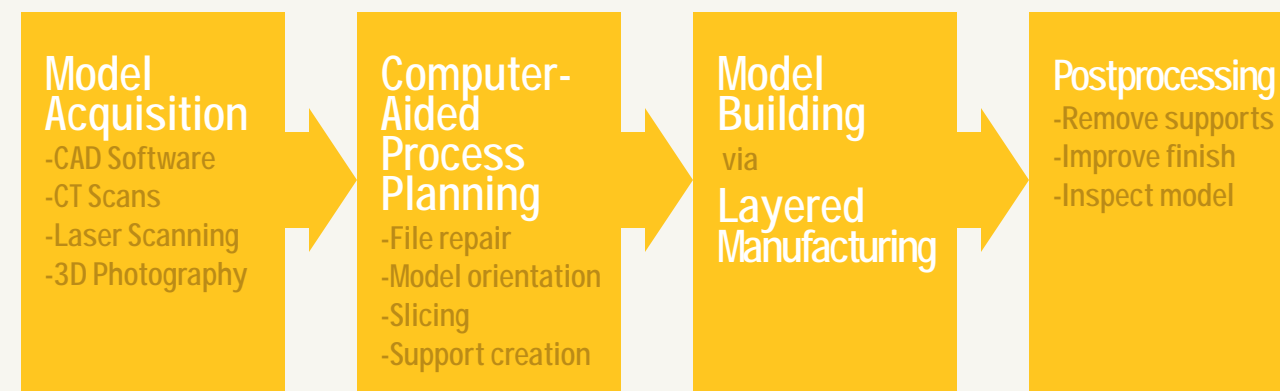 Model
Acquisition
-CAD Software
-CT Scans
-Laser Scanning
-3D Photography
Computer-
Aided
Process
Planning
-File repair
-Model orientation
-Slicing
-Support creation
Model
Building
via
Layered
Manufacturing
Postprocessing
-Remove supports
-Improve finish
-Inspect model